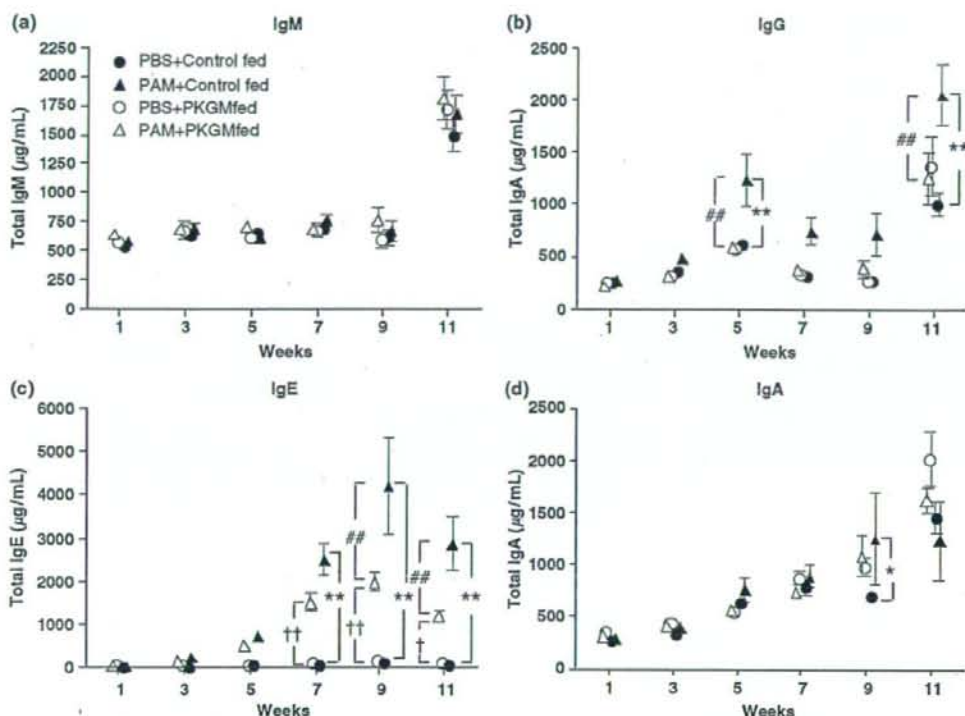 (a) IgM
2250
2000
1750
1500
1250
1000
750
500
250
0
Total IgM (μg/mL)
PBS+Control fed
PAM+Control fed
PBS+PKGMfed
PAM+PKGMfed
1 3 5 7 9 11
Weeks
(b) IgG
2500
2000
1500
1000
500
0
Total IgA (μg/mL)
## **
## **
1 3 5 7 9 11
Weeks
(c) IgE
6000
5000
4000
3000
2000
1000
0
Total IgE (μg/mL)
†† **
## †† **
## † **
1 3 5 7 9 11
Weeks
(d) IgA
2500
2000
1500
1000
500
0
Total IgA (μg/mL)
*
1 3 5 7 9 11
Weeks